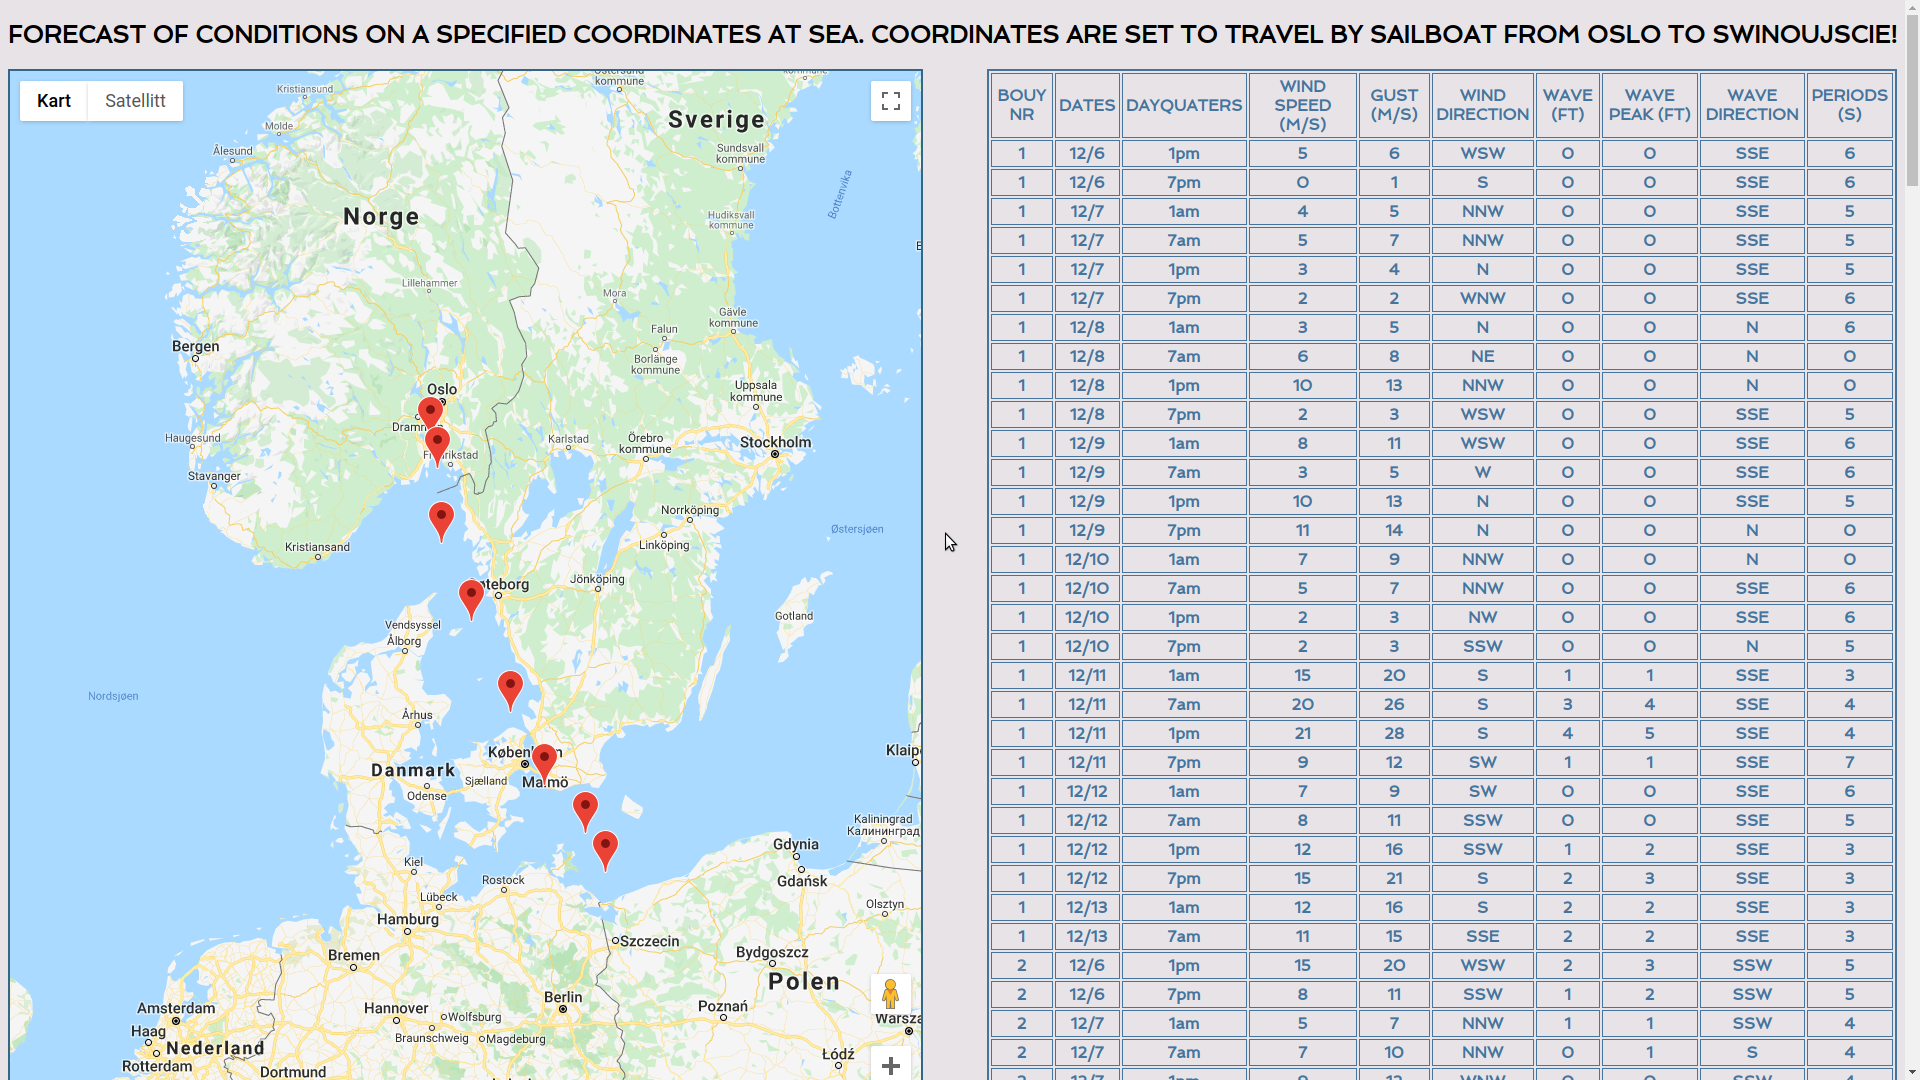 FORECAST OF CONDITIONS ON A SPECIFIED COORDINATES AT SEA. COORDINATES ARE SET TO TRAVEL BY SAILBOAT FROM OSLO TO SWINOUJSCIE!
Kart Satellitt
Kristiansund
Molde
Ålesund
Sverige
Sundsvall
kommune
Bottenvika
Norge
Hudiksvall
kommune
Lillehammer
Mora
Gävle
kommune
Falun
Bergen
Borlänge
kommune
Oslo
Uppsala
kommune
Haugesund
Karlstad
Örebro
kommune
Stockholm
Stavanger
Norrköping
Østersjøen
Linköping
Kristiansand
Jönköping
Gotland
Vendsyssel
Ålborg
Nordsjøen
Århus
Danmark
Sjælland
Malmö
Odense
Kaliningrad
Калининград
Gdynia
Kiel
Rostock
Gdańsk
Lübeck
Olsztyn
Hamburg
Szczecin
Bremen
Bydgoszcz
Polen
Berlin
Amsterdam
Hannover
Wolfsburg
Poznań
Haag
Braunschweig
Magdeburg
Nederland
Rotterdam
Łódź
Dortmund
BOUY NR DATES DAYQUATERS WIND SPEED (M/S) GUST (M/S) WIND DIRECTION WAVE (FT) WAVE PEAK (FT) WAVE DIRECTION PERIODS (S)
1 12/6 1pm 5 6 WSW 0 0 SSE 6
1 12/6 7pm 0 1 S 0 0 SSE 6
1 12/7 1am 4 5 NNW 0 0 SSE 5
1 12/7 7am 5 7 NNW 0 0 SSE 5
1 12/7 1pm 3 4 N 0 0 SSE 5
1 12/7 7pm 2 2 WNW 0 0 SSE 6
1 12/8 1am 3 5 N 0 0 N 6
1 12/8 7am 6 8 NE 0 0 N 0
1 12/8 1pm 10 13 NNW 0 0 N 0
1 12/8 7pm 2 3 WSW 0 0 SSE 5
1 12/9 1am 8 11 WSW 0 0 SSE 6
1 12/9 7am 3 5 W 0 0 SSE 6
1 12/9 1pm 10 13 N 0 0 SSE 5
1 12/9 7pm 11 14 N 0 0 N 0
1 12/10 1am 7 9 NNW 0 0 N 0
1 12/10 7am 5 7 NNW 0 0 SSE 6
1 12/10 1pm 2 3 NW 0 0 SSE 6
1 12/10 7pm 2 3 SSW 0 0 N 5
1 12/11 1am 15 20 S 1 1 SSE 3
1 12/11 7am 20 26 S 3 4 SSE 4
1 12/11 1pm 21 28 S 4 5 SSE 4
1 12/11 7pm 9 12 SW 1 1 SSE 7
1 12/12 1am 7 9 SW 0 0 SSE 6
1 12/12 7am 8 11 SSW 0 0 SSE 5
1 12/12 1pm 12 16 SSW 1 2 SSE 3
1 12/12 7pm 15 21 S 2 3 SSE 3
1 12/13 1am 12 16 S 2 2 SSE 3
1 12/13 7am 11 15 SSE 2 2 SSE 3
2 12/6 1pm 15 20 WSW 2 3 SSW 5
2 12/6 7pm 8 11 SSW 1 2 SSW 5
2 12/7 1am 5 7 NNW 1 1 SSW 4
2 12/7 7am 7 10 NNW 0 1 S 4